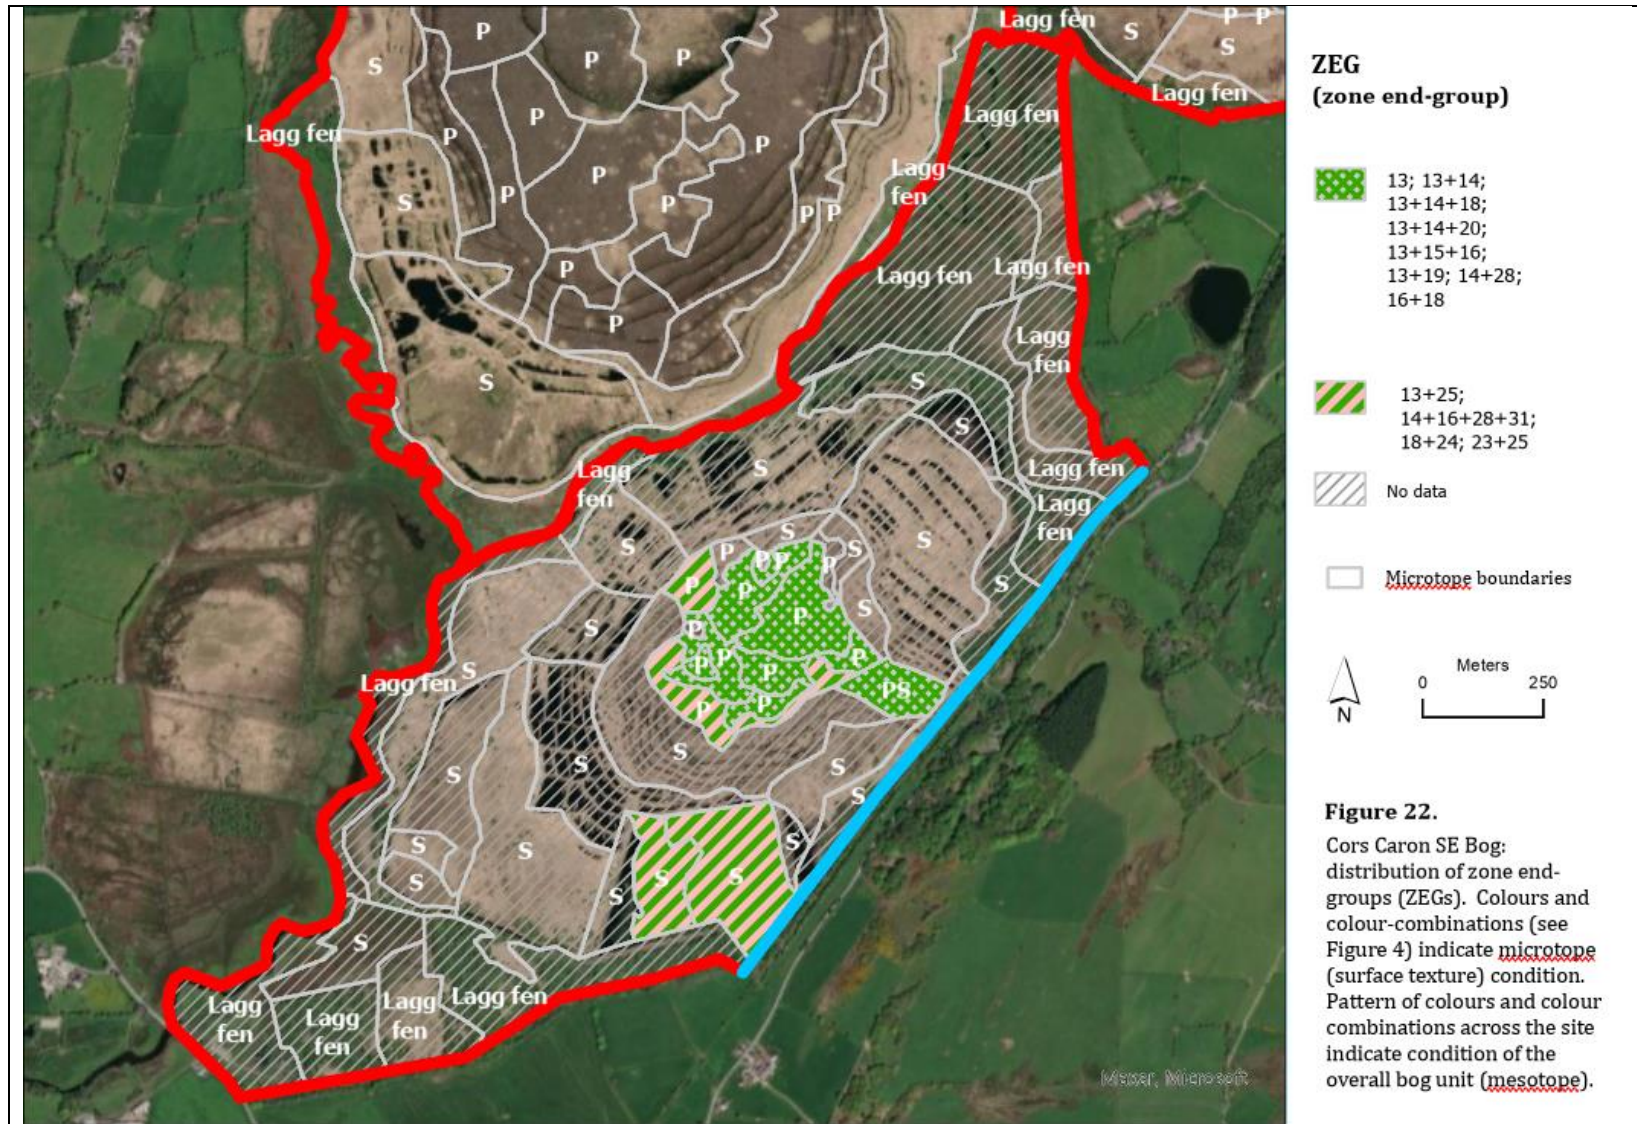 Lagg fen
P P
S
S
P
P
P
S
Lagg fen
Lagg fen
P
P
P
Lagg fen
P
P
Lagg
fen
S
P
P
P P
P
Lagg fen
Lagg fen
P
Lagg
fen
S
S
S
S
Lagg fen
Lagg
fen
Lagg
fen
S
S
S
P
P P
P
S
S
P
P
S
P
S
P
P
P
P
P
S
Lagg fen
PS
P
P
S
S
S
S
S
S
S
S
S
S
S
S
S
Lagg fen
Lagg
fen
Lagg
fen
Lagg
fen
Maxar, Microsoft
ZEG
(zone end-group)
13; 13+14;
13+14+18;
13+14+20;
13+15+16;
13+19; 14+28;
16+18
13+25;
14+16+28+31;
18+24; 23+25
No data
Microtope boundaries
Meters
0 250
N
Figure 22.
Cors Caron SE Bog:
distribution of zone end-
groups (ZEGs). Colours and
colour-combinations (see
Figure 4) indicate microtope
(surface texture) condition.
Pattern of colours and colour
combinations across the site
indicate condition of the
overall bog unit (mesotope).